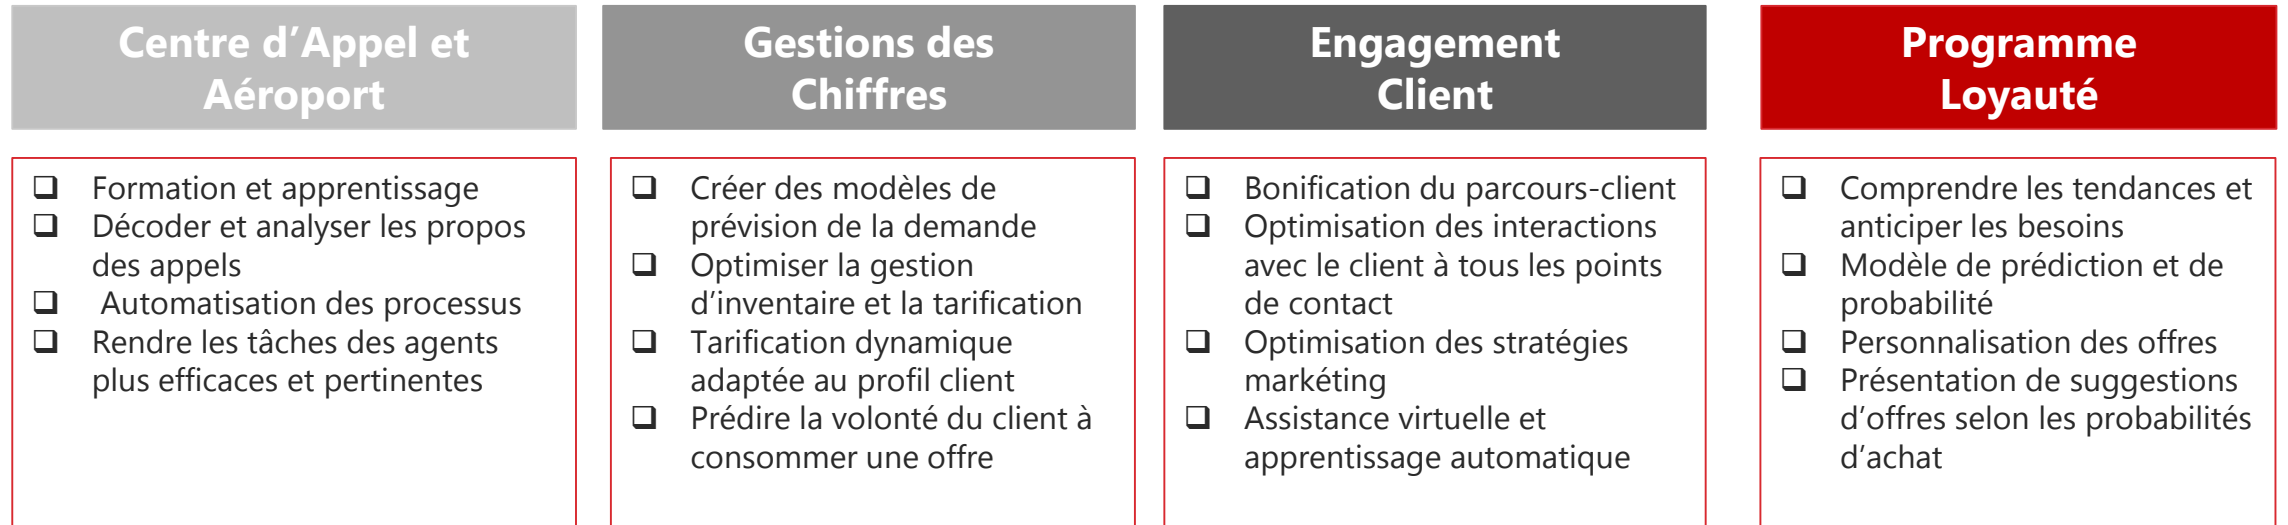 Centre d’Appel et
Aéroport
Formation et apprentissage
Décoder et analyser les propos
des appels
Automatisation des processus
Rendre les tâches des agents
plus efficaces et pertinentes
Gestions des
Chiffres
Créer des modèles de
prévision de la demande
Optimiser la gestion
d’inventaire et la tarification
Tarification dynamique
adaptée au profil client
Prédire la volonté du client à
consommer une offre
Engagement
Client
Bonification du parcours-client
Optimisation des interactions
avec le client à tous les points
de contact
Optimisation des stratégies
markéting
Assistance virtuelle et
apprentissage automatique
Programme
Loyauté
Comprendre les tendances et
anticiper les besoins
Modèle de prédiction et de
probabilité
Personnalisation des offres
Présentation de suggestions
d’offres selon les probabilités
d’achat